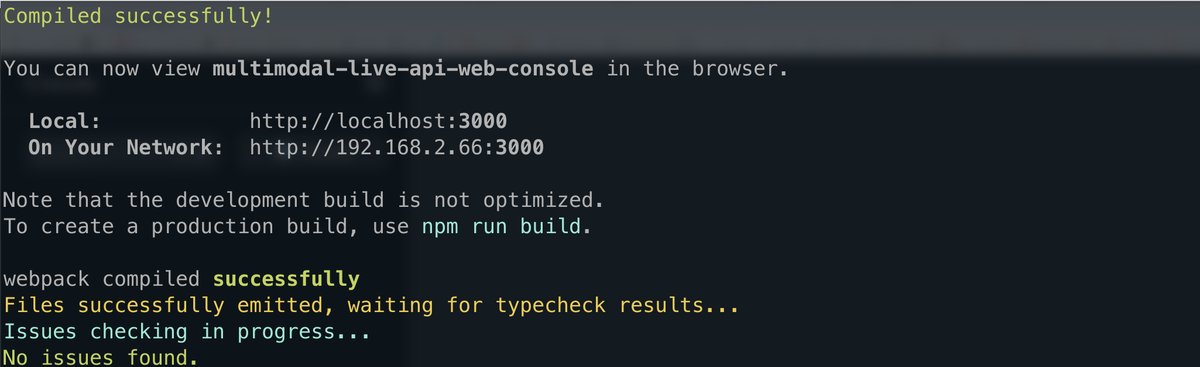 Compiled successfully!
You can now view multimodal-live-api-web-console in the browser.
Local: http://localhost:3000
On Your Network: http://192.168.2.66:3000
Note that the development build is not optimized.
To create a production build, use npm run build.
webpack compiled successfully
Files successfully emitted, waiting for typecheck results...
Issues checking in progress...
No issues found.